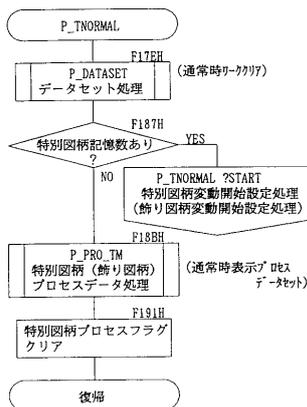 P_TNORMAL
F17EH
P_DATASET
データセット処理
(通常時ワーククリア)
F187H
特別図柄記憶数あり
?
YES
NO
P_TNORMAL ?START
特別図柄変動開始設定処理
(飾り図柄変動開始設定処理)
F18BH
P_PRO_TM
特別図柄(飾り図柄)
プロセスデータ処理
(通常時表示プロセス
データセット)
F191H
特別図柄プロセスフラグ
クリア
復帰